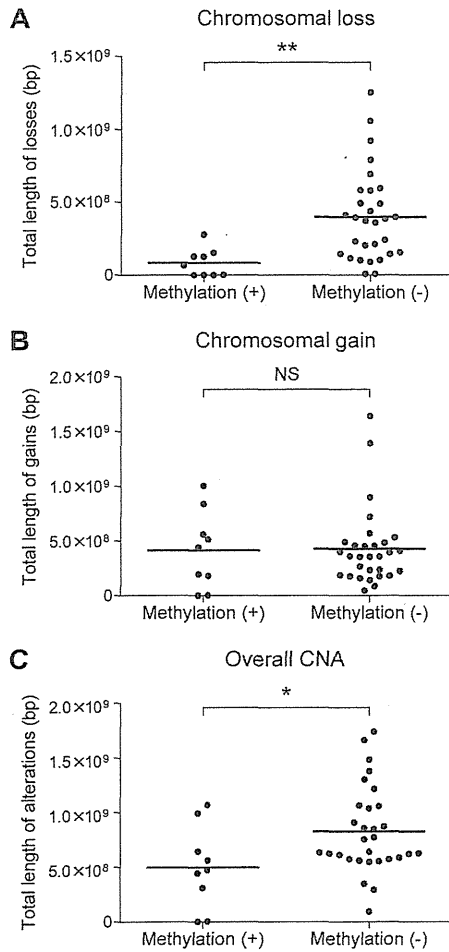 A
Chromosomal loss
**
Total length of losses (bp)
1.5×10⁹
1.0×10⁹
5.0×10⁸
0
Methylation (+)
Methylation (-)
B
Chromosomal gain
NS
Total length of gains (bp)
2.0×10⁹
1.5×10⁹
1.0×10⁹
5.0×10⁸
0
Methylation (+)
Methylation (-)
C
Overall CNA
*
Total length of alterations (bp)
2.0×10⁹
1.5×10⁹
1.0×10⁹
5.0×10⁸
0
Methylation (+)
Methylation (-)